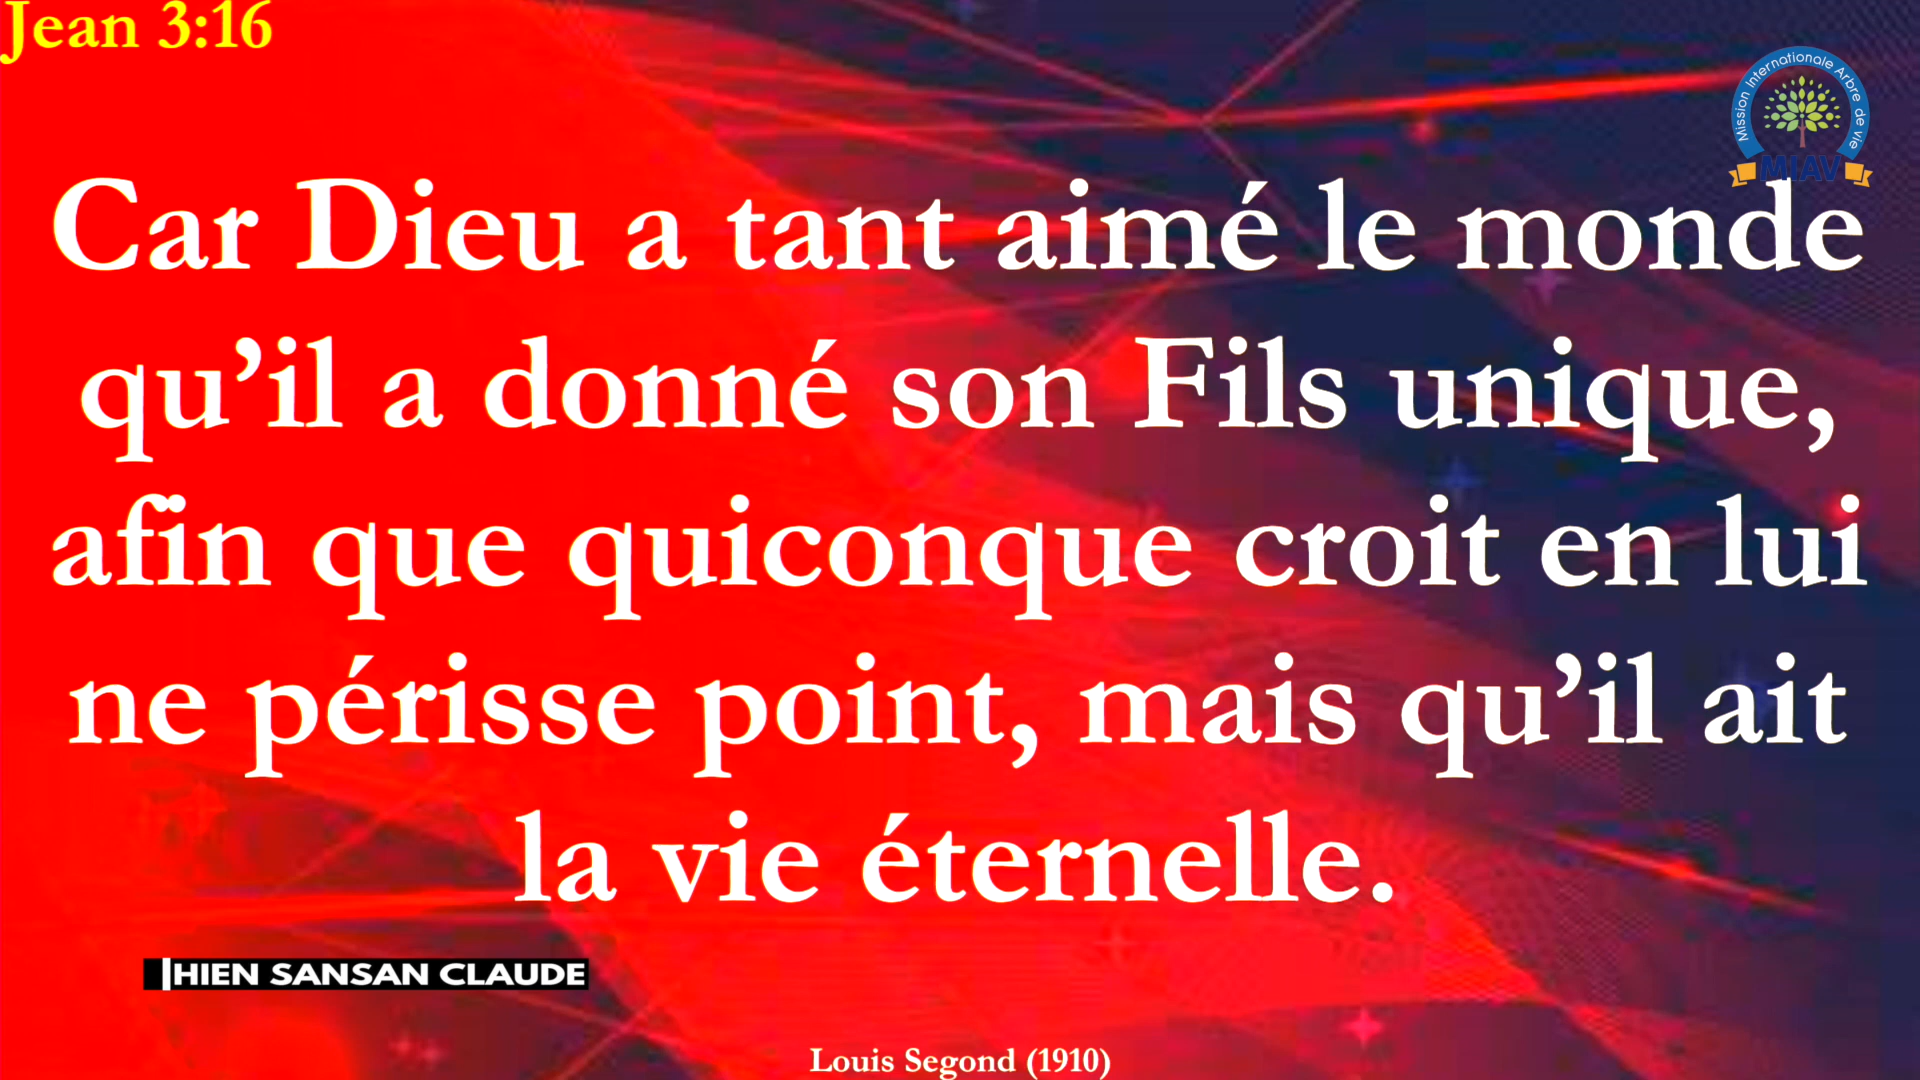 Jean 3:16
Mission Internationale Arbre de vie
MIAV
Car Dieu a tant aimé le monde
qu’il a donné son Fils unique,
afin que quiconque croit en lui
ne périsse point, mais qu’il ait
la vie éternelle.
HIEN SANSAN CLAUDE
Louis Segond (1910)